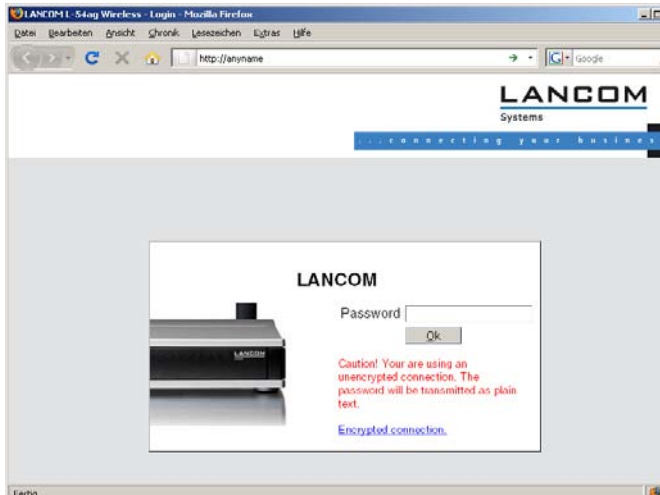 LANCOM L-54ag Wireless - Login - Mozilla Firefox
Datei Bearbeiten Ansicht Chronik Lesezeichen Extras Hilfe
http://anyname
G Google
LANCOM
Systems
...connecting your busines
LANCOM
Password
LANCOM
Ok
Caution! Your are using an
unencrypted connection. The
password will be transmitted as plain
text.
Encrypted connection.
Fertig